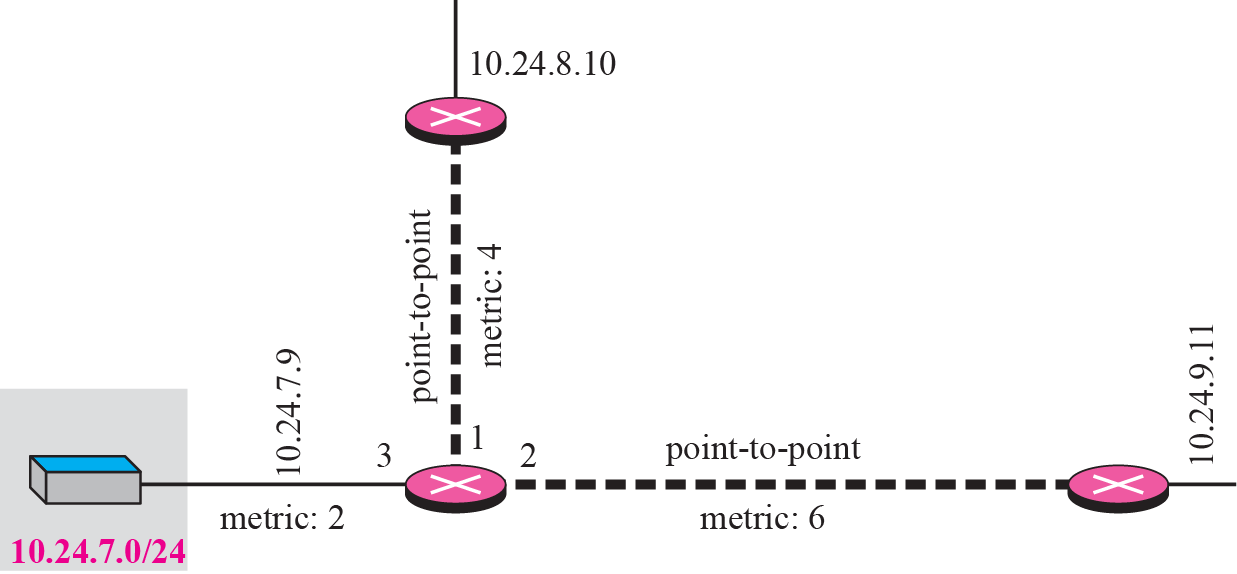 10.24.8.10
point-to-point
metric: 4
10.24.7.9
10.24.9.11
3
1
2
point-to-point
metric: 2
metric: 6
10.24.7.0/24